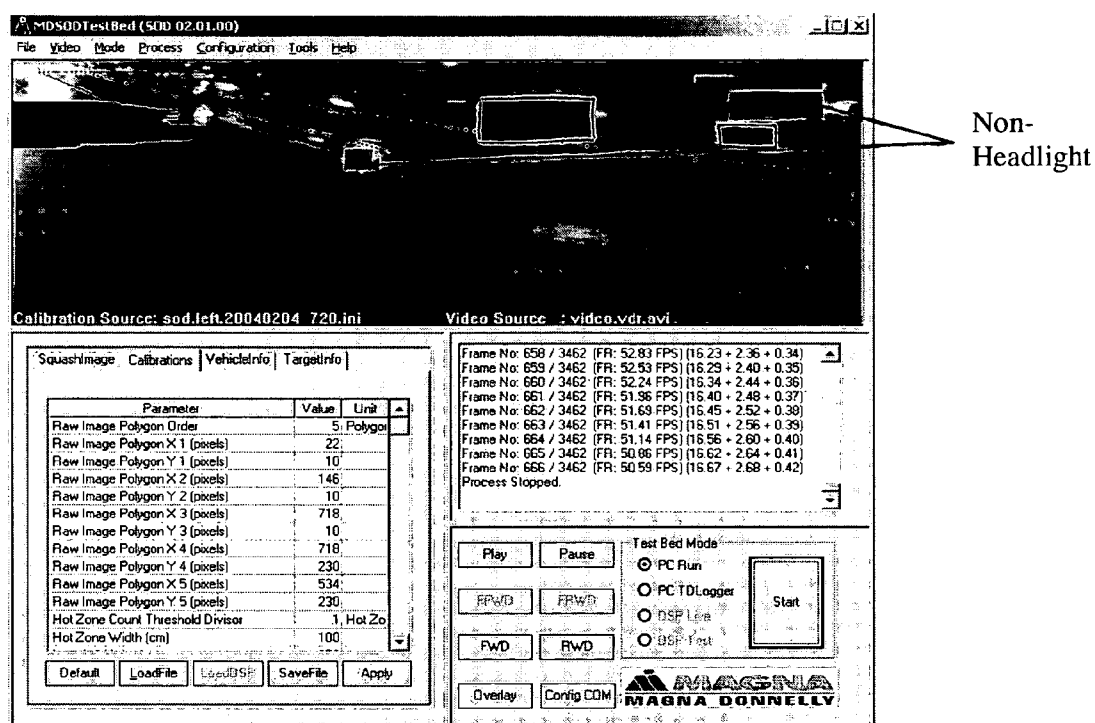 MDSODTestBed (SOD 02.01.00)
File Video Mode Process Configuration Tools Help
Non-
Headlight
Calibration Source: sod.left.20040204_720.ini
Video Source : video.vdr.avi
SquashImage Calibrations VehicleInfo TargetInfo
Parameter Value Unit
Raw Image Polygon Order 5 Polygon
Raw Image Polygon X 1 (pixels) 22
Raw Image Polygon Y 1 (pixels) 10
Raw Image Polygon X 2 (pixels) 146
Raw Image Polygon Y 2 (pixels) 10
Raw Image Polygon X 3 (pixels) 718
Raw Image Polygon Y 3 (pixels) 10
Raw Image Polygon X 4 (pixels) 718
Raw Image Polygon Y 4 (pixels) 230
Raw Image Polygon X 5 (pixels) 534
Raw Image Polygon Y 5 (pixels) 230
Hot Zone Count Threshold Divisor 1 Hot Zo
Hot Zone Width (cm) 100
Default LoadFile LoadDSP SaveFile Apply
Frame No: 658 / 3462 (FR: 52.83 FPS) (16.23 + 2.36 + 0.34)
Frame No: 659 / 3462 (FR: 52.53 FPS) (16.29 + 2.40 + 0.35)
Frame No: 660 / 3462 (FR: 52.24 FPS) (16.34 + 2.44 + 0.36)
Frame No: 661 / 3462 (FR: 51.96 FPS) (16.40 + 2.48 + 0.37)
Frame No: 662 / 3462 (FR: 51.69 FPS) (16.45 + 2.52 + 0.38)
Frame No: 663 / 3462 (FR: 51.41 FPS) (16.51 + 2.56 + 0.39)
Frame No: 664 / 3462 (FR: 51.14 FPS) (16.56 + 2.60 + 0.40)
Frame No: 665 / 3462 (FR: 50.86 FPS) (16.62 + 2.64 + 0.41)
Frame No: 666 / 3462 (FR: 50.59 FPS) (16.67 + 2.68 + 0.42)
Process Stopped.
Play Pause
FFWD FRWD
FWD RWD
Overlay Config COM
Test Bed Mode
PC Run
PC TDLogger
DSP Live
DSP Test
Start
MAGNA
MAGNA DONNELLY